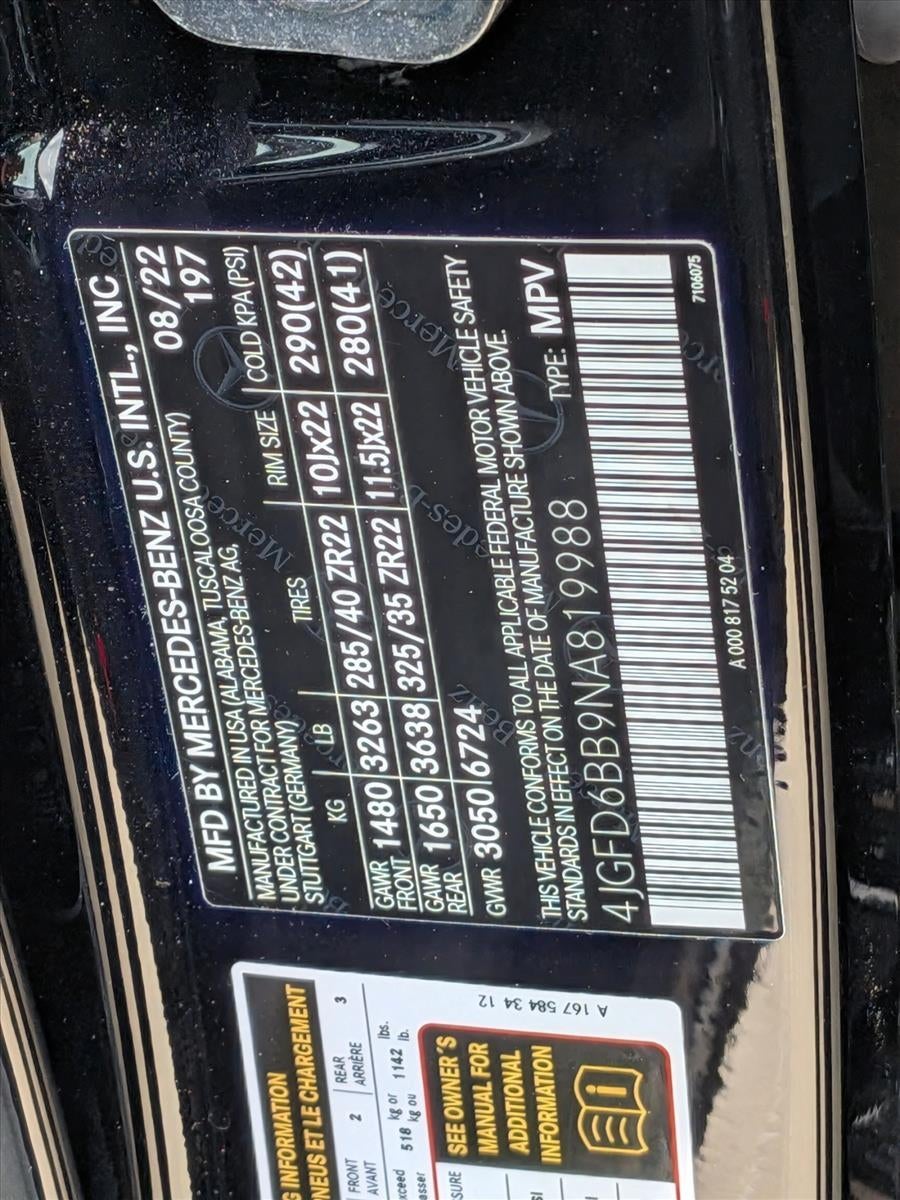 MFD BY MERCEDES-BENZ U.S. INTL., INC
MANUFACTURED IN USA (ALABAMA, TUSCALOOSA COUNTY) 08/22
UNDER CONTRACT FOR MERCEDES-BENZ AG, 197
STUTTGART (GERMANY)
KG LB TIRES RIM SIZE COLD KPA (PSI)
GAWR FRONT 1480 3263 285/40 ZR22 10Jx22 290(42)
GAWR REAR 1650 3638 325/35 ZR22 11.5Jx22 280(41)
GVWR 3050 6724
THIS VEHICLE CONFORMS TO ALL APPLICABLE FEDERAL MOTOR VEHICLE SAFETY
STANDARDS IN EFFECT ON THE DATE OF MANUFACTURE SHOWN ABOVE.
4JGFD6BB9NA819988 TYPE: MPV
A 000 817 52 04 7106075
INFORMATION
ET LE CHARGEMENT
FRONT AVANT 2 REAR ARRIÈRE 3
518 kg or 1142 lbs.
kg ou lb.
SEE OWNER'S
MANUAL FOR
ADDITIONAL
INFORMATION
A 167 584 34 12